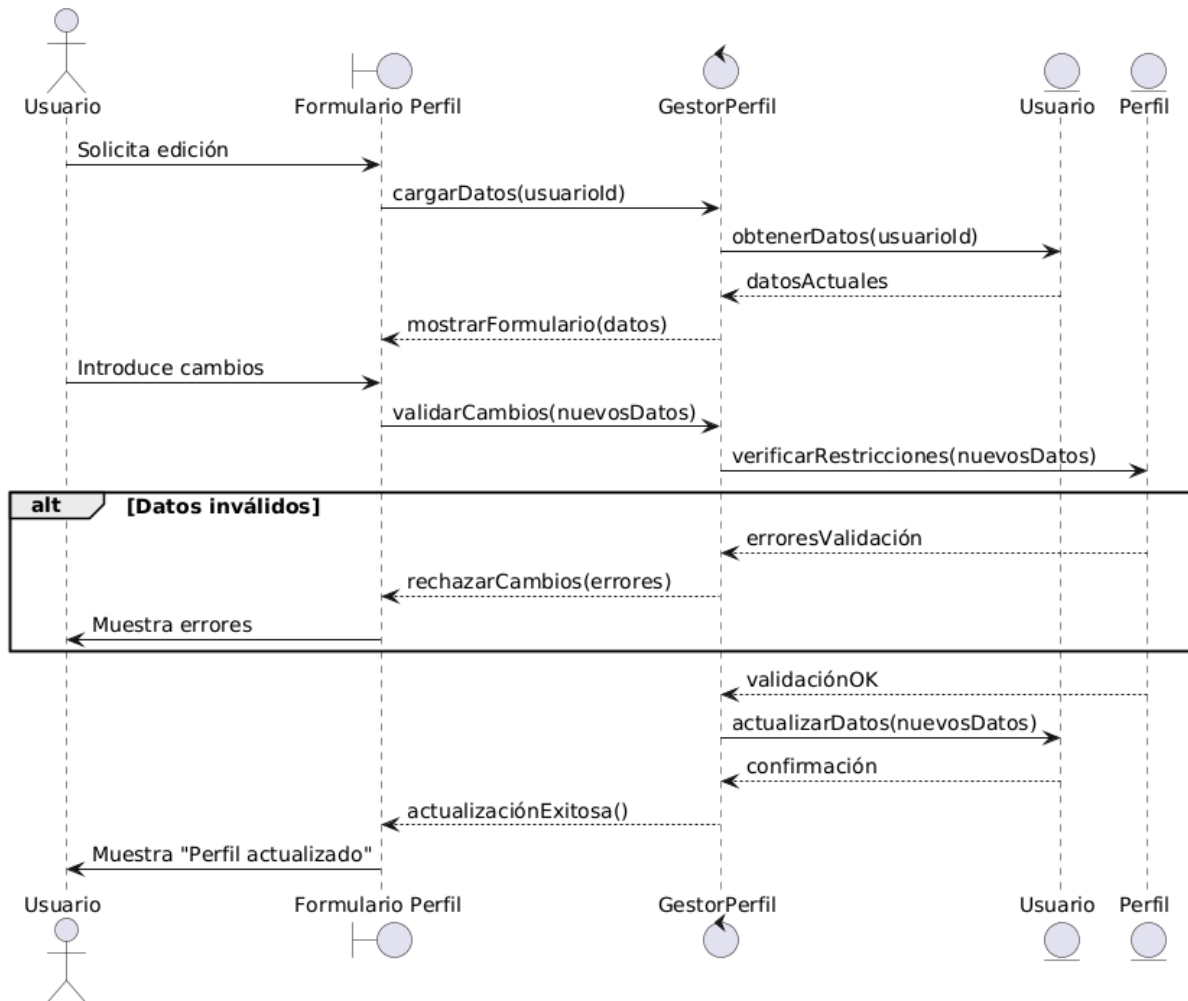 Usuario
Formulario Perfil
GestorPerfil
Usuario
Perfil
Solicita edición
cargarDatos(usuarioId)
obtenerDatos(usuarioId)
datosActuales
mostrarFormulario(datos)
Introduce cambios
validarCambios(nuevosDatos)
verificarRestricciones(nuevosDatos)
alt [Datos inválidos]
erroresValidación
rechazarCambios(errores)
Muestra errores
validaciónOK
actualizarDatos(nuevosDatos)
confirmación
actualizaciónExitosa()
Muestra "Perfil actualizado"
Usuario
Formulario Perfil
GestorPerfil
Usuario
Perfil